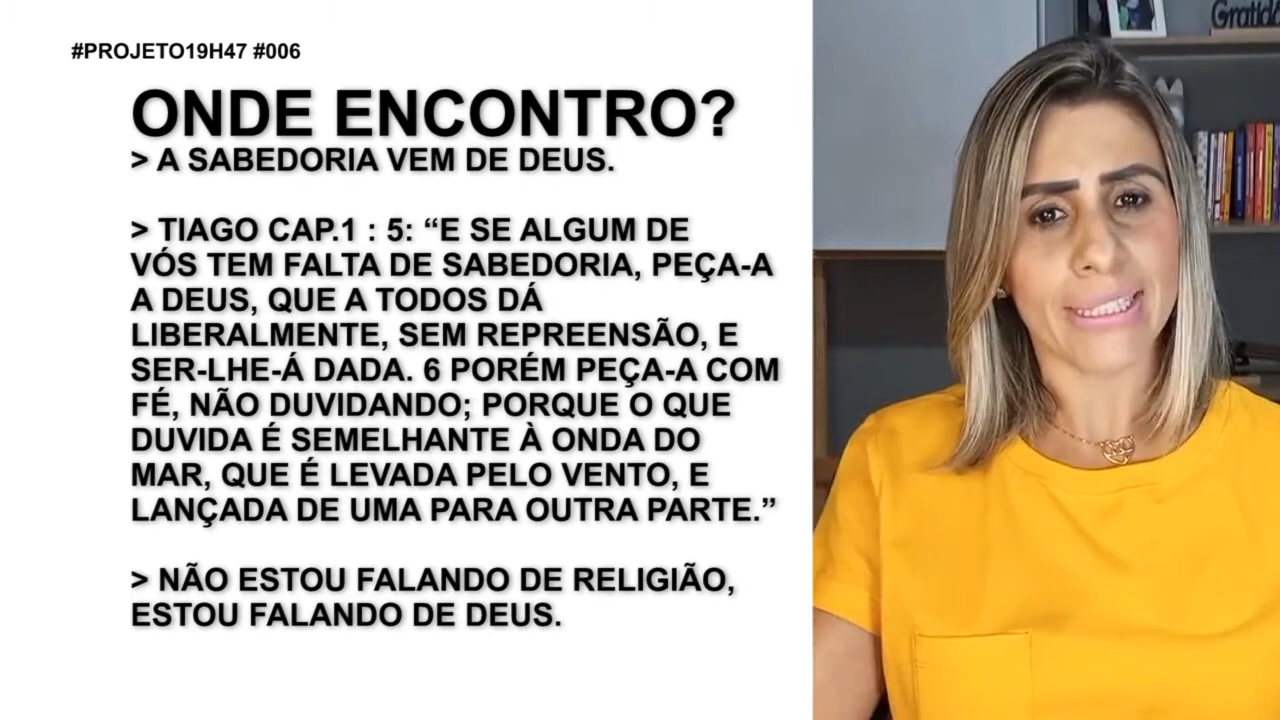 #PROJETO19H47 #006
ONDE ENCONTRO?
> A SABEDORIA VEM DE DEUS.
> TIAGO CAP.1 : 5: “E SE ALGUM DE
VÓS TEM FALTA DE SABEDORIA, PEÇA-A
A DEUS, QUE A TODOS DÁ
LIBERALMENTE, SEM REPREENSÃO, E
SER-LHE-Á DADA. 6 PORÉM PEÇA-A COM
FÉ, NÃO DUVIDANDO; PORQUE O QUE
DUVIDA É SEMELHANTE À ONDA DO
MAR, QUE É LEVADA PELO VENTO, E
LANÇADA DE UMA PARA OUTRA PARTE.”
> NÃO ESTOU FALANDO DE RELIGIÃO,
ESTOU FALANDO DE DEUS.